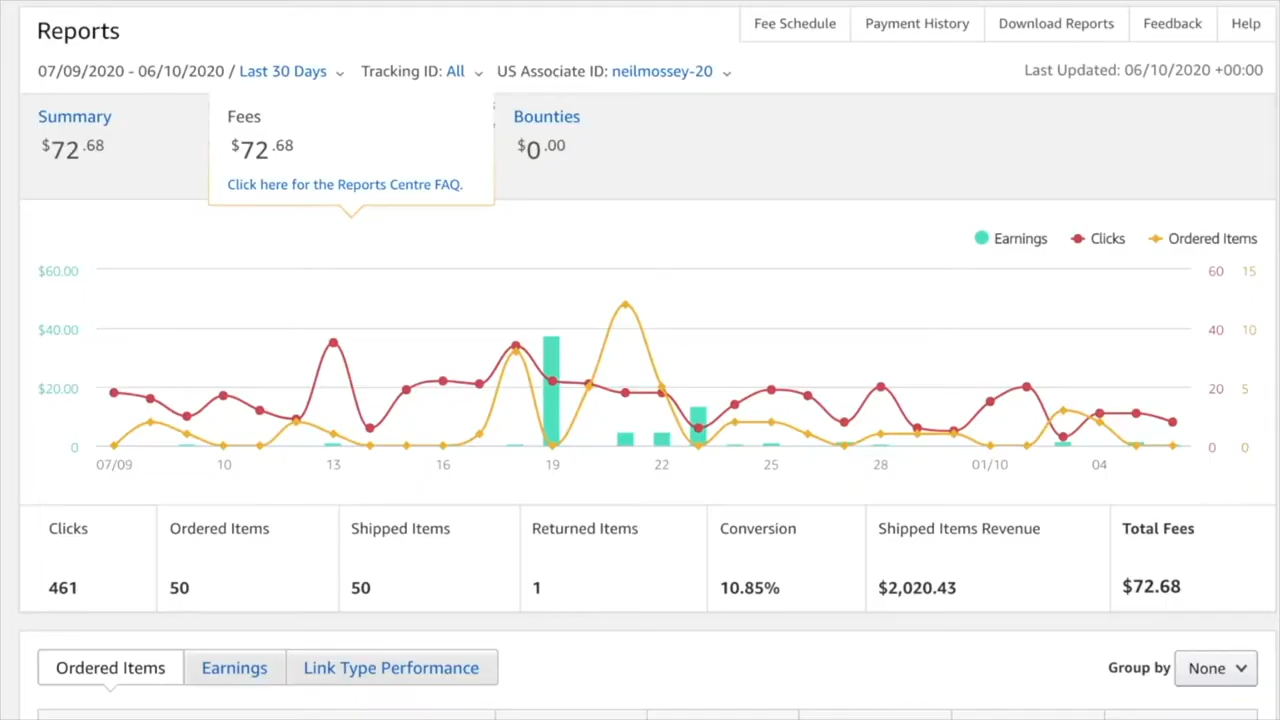 Reports
Fee Schedule
Payment History
Download Reports
Feedback
Help
07/09/2020 - 06/10/2020 / Last 30 Days
Tracking ID: All
US Associate ID: neilmossey-20
Last Updated: 06/10/2020 +00:00
Summary
$72.68
Fees
$72.68
Click here for the Reports Centre FAQ.
Bounties
$0.00
Earnings
Clicks
Ordered Items
$60.00
60 15
$40.00
40 10
$20.00
20 5
0
0 0
07/09 10 13 16 19 22 25 28 01/10 04
Clicks
Ordered Items
Shipped Items
Returned Items
Conversion
Shipped Items Revenue
Total Fees
461
50
50
1
10.85%
$2,020.43
$72.68
Ordered Items
Earnings
Link Type Performance
Group by None